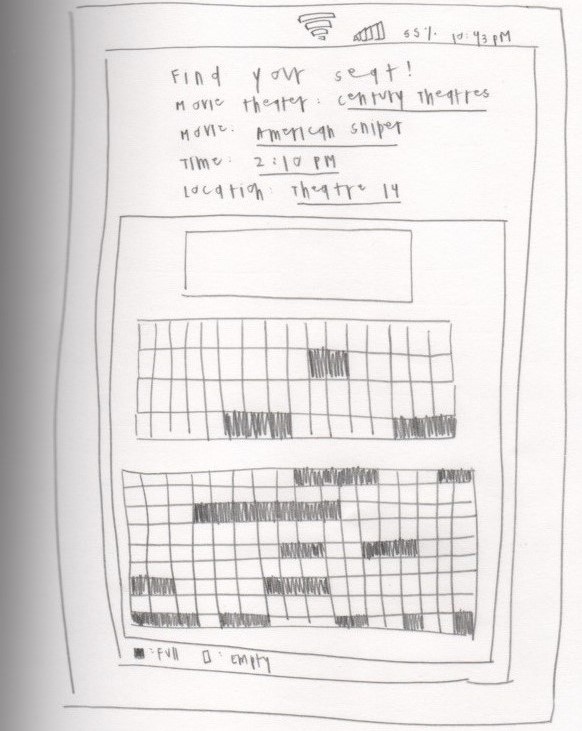 55% 10:43 PM
Find your seat!
Movie theater: Century Theatres
Movie: American Sniper
Time: 2:10 PM
Location: Theatre 14
: Full : Empty